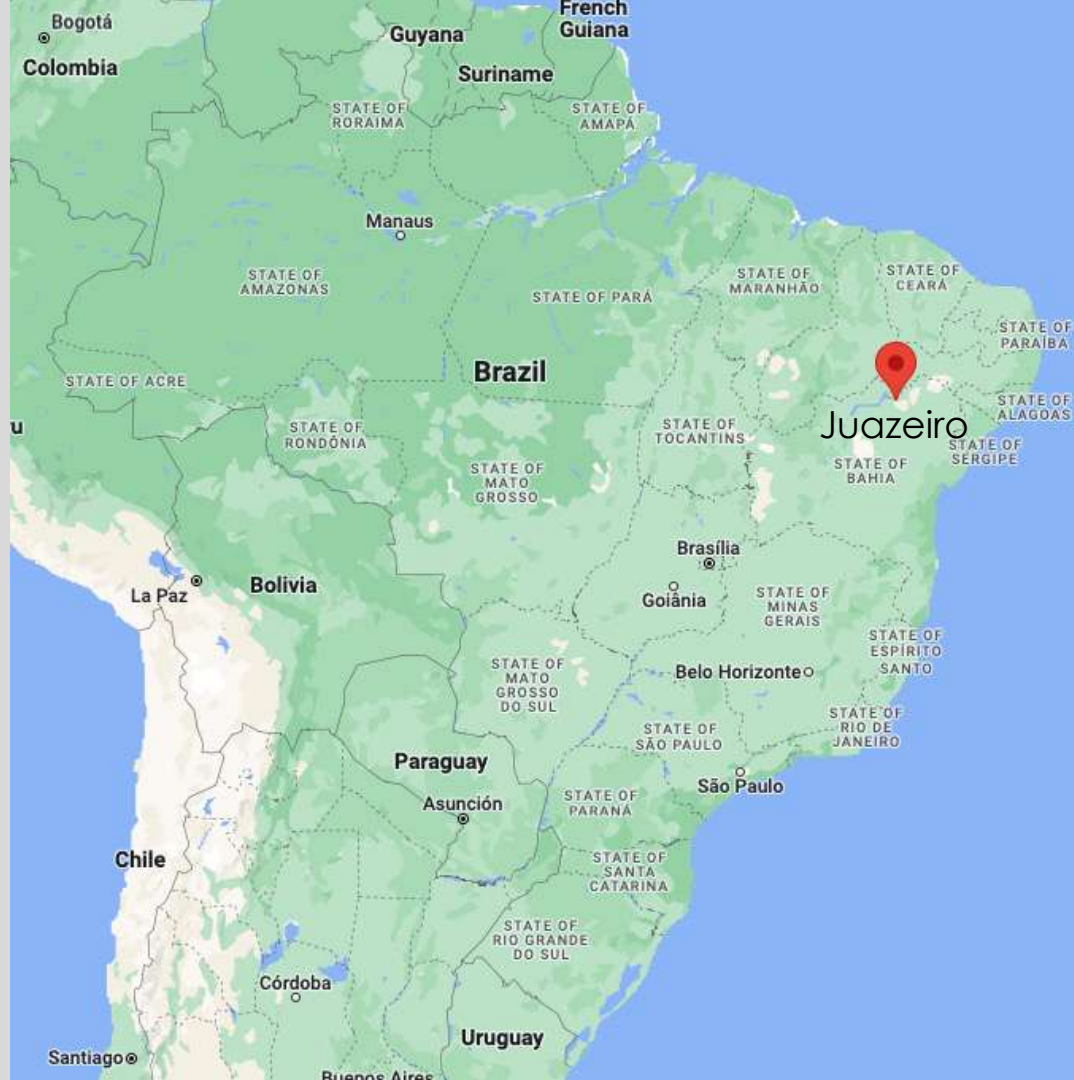 French
Guiana
Bogotá
Guyana
Colombia
Suriname
STATE OF
RORAIMA
STATE OF
AMAPÁ
Manaus
STATE OF
AMAZONAS
STATE OF
MARANHÃO
STATE OF
CEARÁ
STATE OF PARÁ
STATE OF
PARAÍBA
Brazil
STATE OF ACRE
STATE OF
ALAGOAS
u
STATE OF
RONDÔNIA
STATE OF
TOCANTINS
Juazeiro
STATE OF
SERGIPE
STATE OF
MATO
GROSSO
STATE OF
BAHIA
Brasília
La Paz
Bolivia
Goiânia
STATE OF
MINAS
GERAIS
STATE OF
ESPÍRITO
SANTO
STATE OF
MATO
GROSSO
DO SUL
Belo Horizonte
STATE OF
RIO DE
JANEIRO
STATE OF
SÃO PAULO
Paraguay
São Paulo
Asunción
STATE OF
PARANÁ
Chile
STATE OF
SANTA
CATARINA
STATE OF
RIO GRANDE
DO SUL
Córdoba
Uruguay
Santiago
Buenos Aires